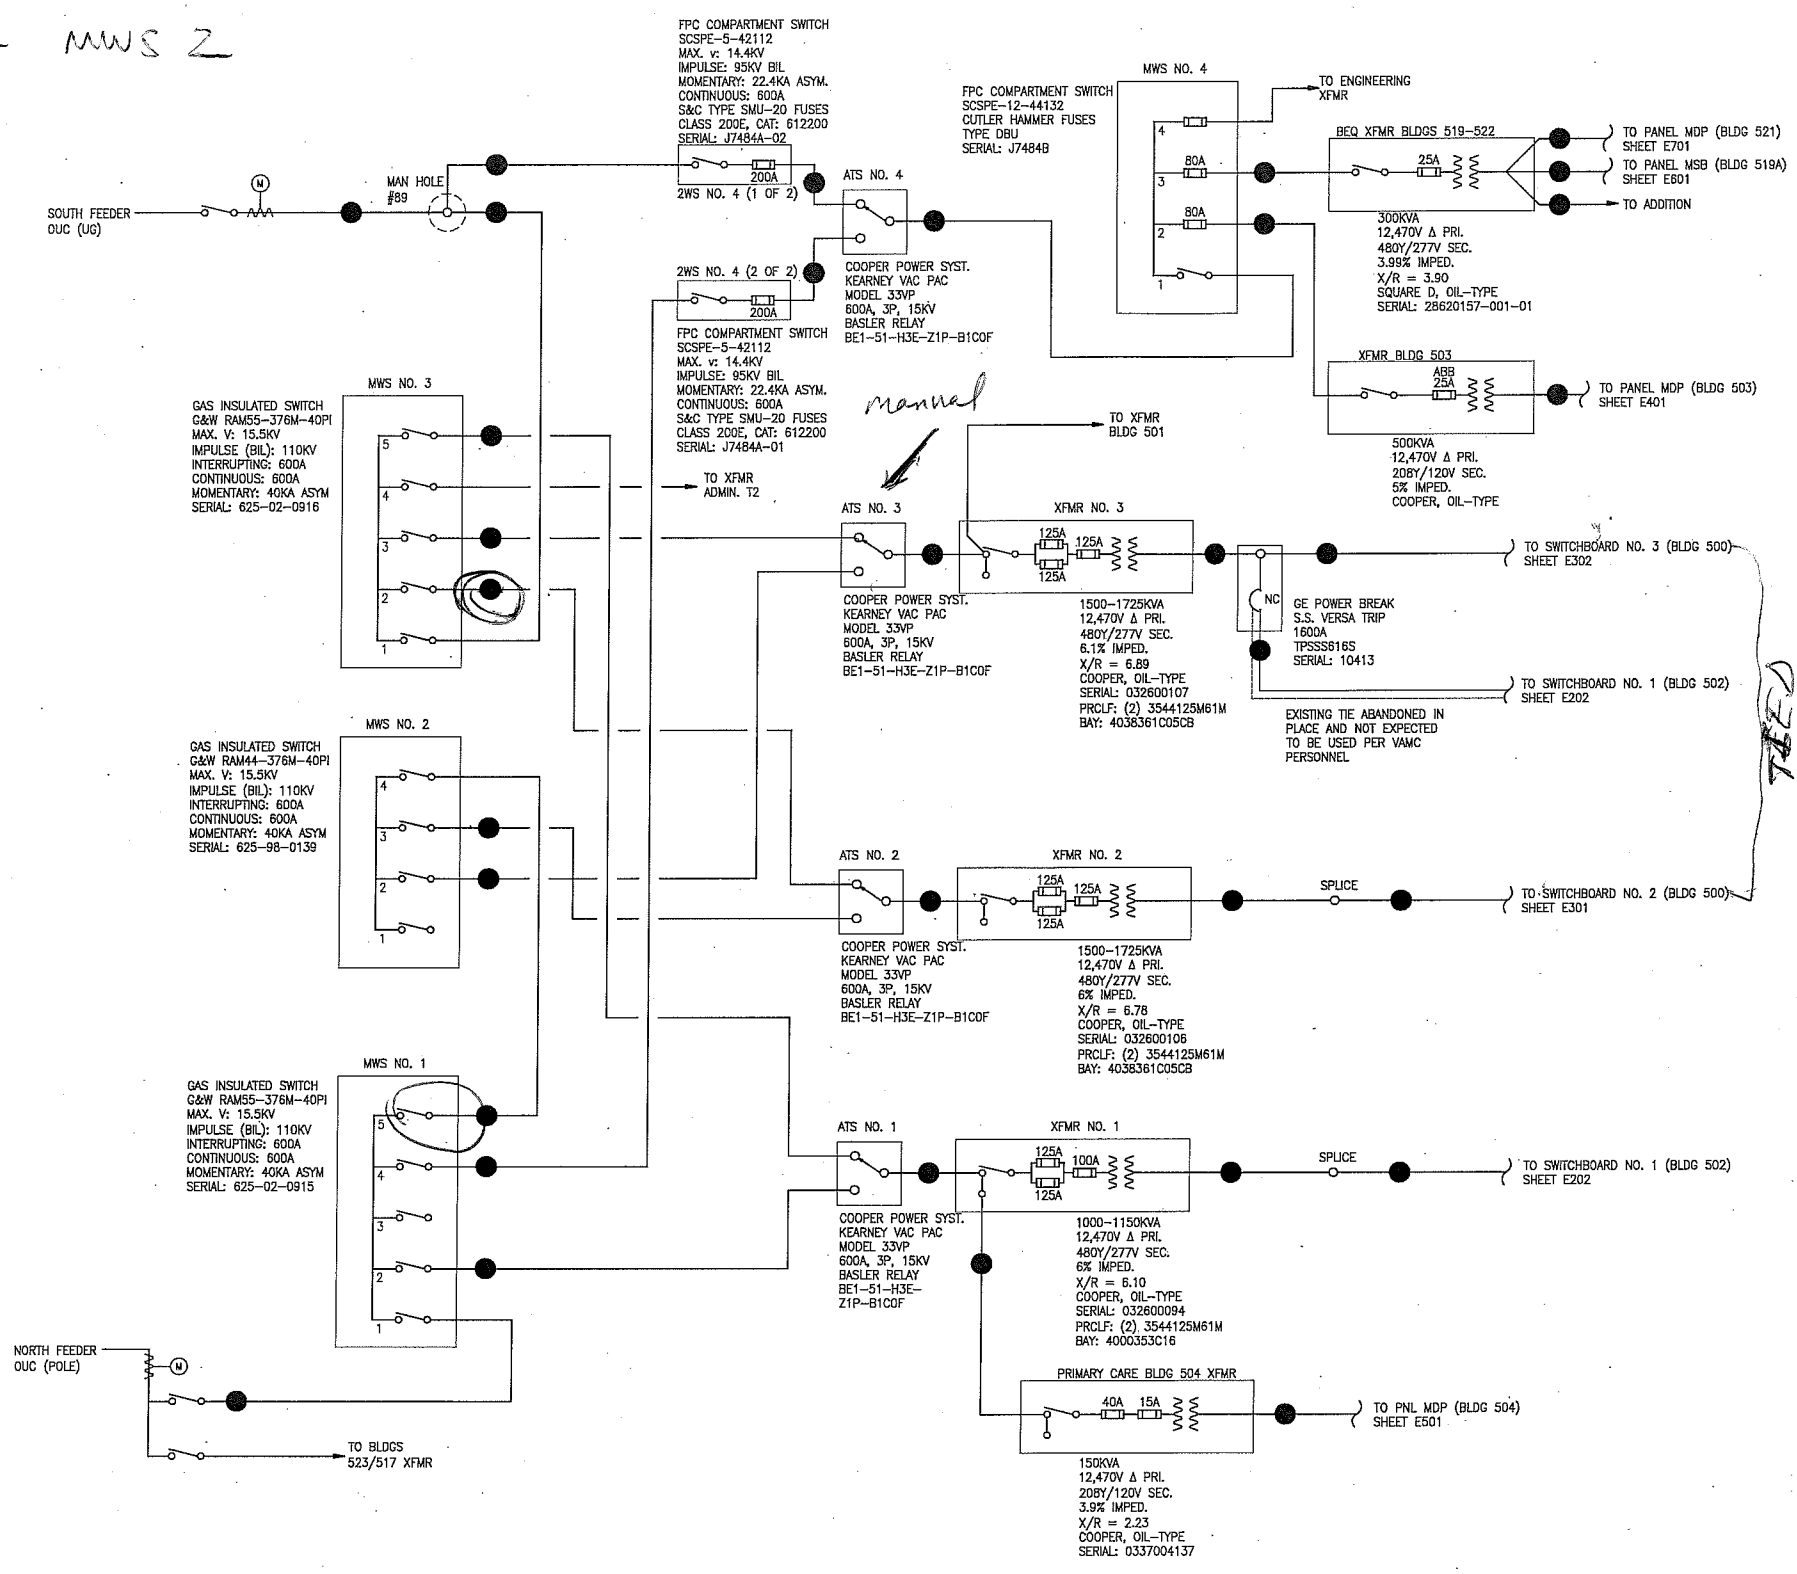 MWS 2
FPC COMPARTMENT SWITCH
SCSPE-5-42112
MAX. v: 14.4KV
IMPULSE: 95KV BIL
MOMENTARY: 22.4KA ASYM.
CONTINUOUS: 600A
S&C TYPE SMU-20 FUSES
CLASS 200E, CAT: 612200
SERIAL: J7484A-02
200A
2WS NO. 4 (1 OF 2)
MAN HOLE
#89
M
SOUTH FEEDER
OUC (UG)
ATS NO. 4
COOPER POWER SYST.
KEARNEY VAC PAC
MODEL 33VP
600A, 3P, 15KV
BASLER RELAY
BE1-51-H3E-Z1P-B1C0F
2WS NO. 4 (2 OF 2)
200A
FPC COMPARTMENT SWITCH
SCSPE-5-42112
MAX. v: 14.4KV
IMPULSE: 95KV BIL
MOMENTARY: 22.4KA ASYM.
CONTINUOUS: 600A
S&C TYPE SMU-20 FUSES
CLASS 200E, CAT: 612200
SERIAL: J7484A-01
MWS NO. 4
FPC COMPARTMENT SWITCH
SCSPE-12-44132
CUTLER HAMMER FUSES
TYPE DBU
SERIAL: J7484B
4
80A
3
80A
2
1
TO ENGINEERING
XFMR
BEQ XFMR BLDGS 519-522
25A
300KVA
12,470V Δ PRI.
480Y/277V SEC.
3.99% IMPED.
X/R = 3.90
SQUARE D, OIL-TYPE
SERIAL: 28620157-001-01
TO PANEL MDP (BLDG 521)
SHEET E701
TO PANEL MSB (BLDG 519A)
SHEET E601
TO ADDITION
XFMR BLDG 503
ABB
25A
500KVA
12,470V Δ PRI.
208Y/120V SEC.
5% IMPED.
COOPER, OIL-TYPE
TO PANEL MDP (BLDG 503)
SHEET E401
MWS NO. 3
GAS INSULATED SWITCH
G&W RAM55-376M-40PI
MAX. V: 15.5KV
IMPULSE (BIL): 110KV
INTERRUPTING: 600A
CONTINUOUS: 600A
MOMENTARY: 40KA ASYM
SERIAL: 625-02-0916
5
4
3
2
1
TO XFMR
ADMIN. T2
manual
TO XFMR
BLDG 501
ATS NO. 3
COOPER POWER SYST.
KEARNEY VAC PAC
MODEL 33VP
600A, 3P, 15KV
BASLER RELAY
BE1-51-H3E-Z1P-B1C0F
XFMR NO. 3
125A
125A
125A
1500-1725KVA
12,470V Δ PRI.
480Y/277V SEC.
6.1% IMPED.
X/R = 6.89
COOPER, OIL-TYPE
SERIAL: 032600107
PRCLF: (2) 3544125M61M
BAY: 4038361C05CB
NC
GE POWER BREAK
S.S. VERSA TRIP
1600A
TPSSS616S
SERIAL: 10413
TO SWITCHBOARD NO. 3 (BLDG 500)
SHEET E302
TO SWITCHBOARD NO. 1 (BLDG 502)
SHEET E202
EXISTING TIE ABANDONED IN
PLACE AND NOT EXPECTED
TO BE USED PER VAMC
PERSONNEL
MWS NO. 2
GAS INSULATED SWITCH
G&W RAM44-376M-40PI
MAX. V: 15.5KV
IMPULSE (BIL): 110KV
INTERRUPTING: 600A
CONTINUOUS: 600A
MOMENTARY: 40KA ASYM
SERIAL: 625-98-0139
4
3
2
1
ATS NO. 2
COOPER POWER SYST.
KEARNEY VAC PAC
MODEL 33VP
600A, 3P, 15KV
BASLER RELAY
BE1-51-H3E-Z1P-B1C0F
XFMR NO. 2
125A
125A
125A
1500-1725KVA
12,470V Δ PRI.
480Y/277V SEC.
6% IMPED.
X/R = 6.78
COOPER, OIL-TYPE
SERIAL: 032600106
PRCLF: (2) 3544125M61M
BAY: 4038361C05CB
SPLICE
TO SWITCHBOARD NO. 2 (BLDG 500)
SHEET E301
MWS NO. 1
GAS INSULATED SWITCH
G&W RAM55-376M-40PI
MAX. V: 15.5KV
IMPULSE (BIL): 110KV
INTERRUPTING: 600A
CONTINUOUS: 600A
MOMENTARY: 40KA ASYM
SERIAL: 625-02-0915
5
4
3
2
1
ATS NO. 1
COOPER POWER SYST.
KEARNEY VAC PAC
MODEL 33VP
600A, 3P, 15KV
BASLER RELAY
BE1-51-H3E-
Z1P-B1C0F
XFMR NO. 1
125A
100A
125A
1000-1150KVA
12,470V Δ PRI.
480Y/277V SEC.
6% IMPED.
X/R = 6.10
COOPER, OIL-TYPE
SERIAL: 032600094
PRCLF: (2) 3544125M61M
BAY: 4000353C16
SPLICE
TO SWITCHBOARD NO. 1 (BLDG 502)
SHEET E202
NORTH FEEDER
OUC (POLE)
M
TO BLDGS
523/517 XFMR
PRIMARY CARE BLDG 504 XFMR
40A
15A
150KVA
12,470V Δ PRI.
208Y/120V SEC.
3.9% IMPED.
X/R = 2.23
COOPER, OIL-TYPE
SERIAL: 0337004137
TO PNL MDP (BLDG 504)
SHEET E501